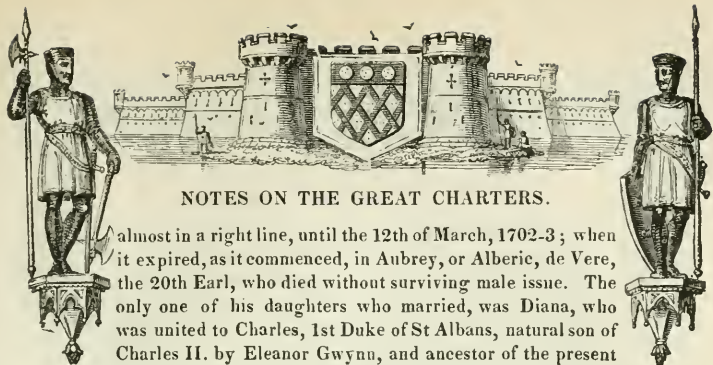 NOTES ON THE GREAT CHARTERS.
almost in a right line, until the 12th of March, 1702-3; when
it expired, as it commenced, in Aubrey, or Alberic, de Vere,
the 20th Earl, who died without surviving male issue. The
only one of his daughters who married, was Diana, who
was united to Charles, 1st Duke of St Albans, natural son of
Charles II. by Eleanor Gwynn, and ancestor of the present